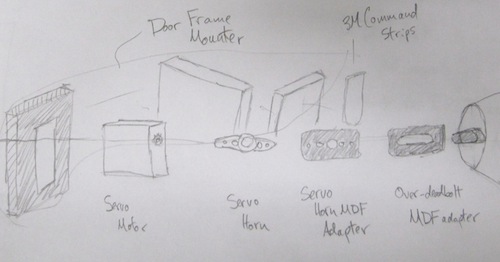 Door Frame
Mounter
3M Command
Strips
Servo
Motor
Servo
Horn
Servo
Horn MDF
Adapter
Over-deadbolt
MDF adapter